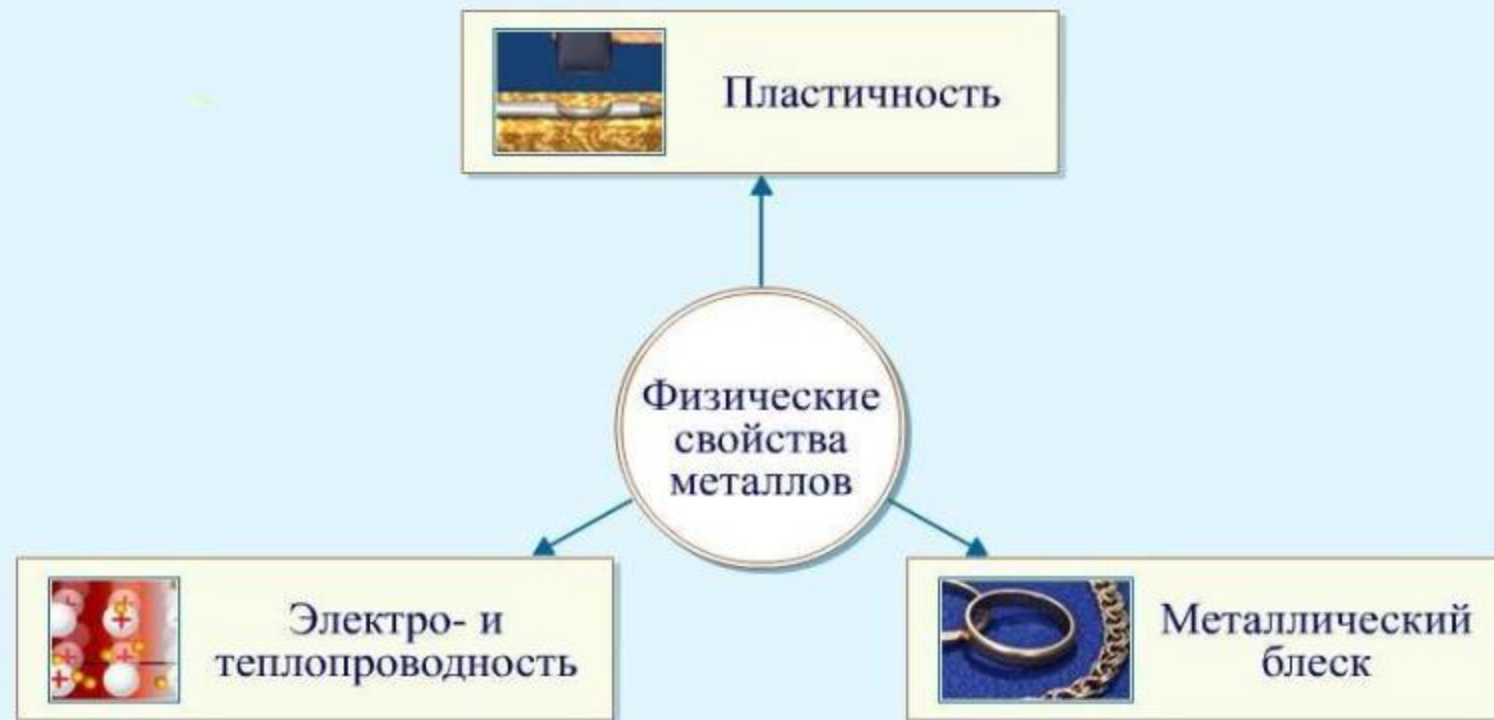 Пластичность
Физические
свойства
металлов
Электро- и
теплопроводность
Металлический
блеск